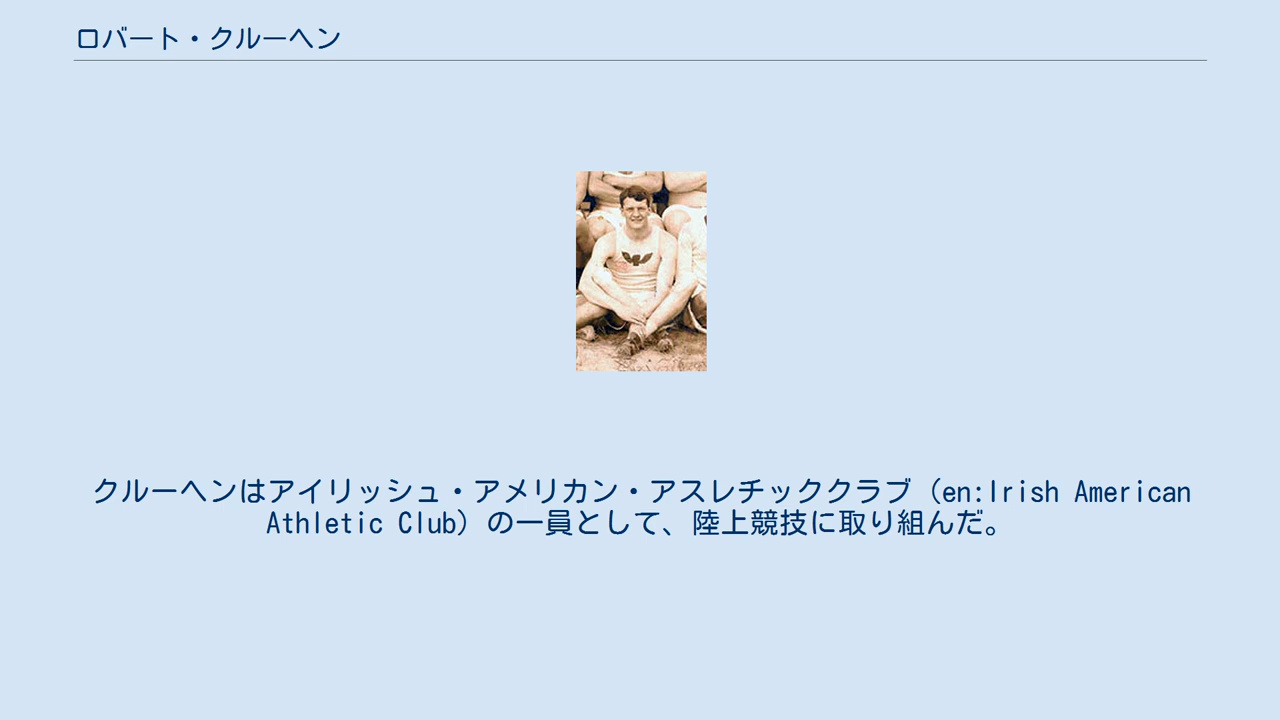 ロバート・クルーヘン
クルーヘンはアイリッシュ・アメリカン・アスレチッククラブ（en:Irish American
Athletic Club）の一員として、陸上競技に取り組んだ。